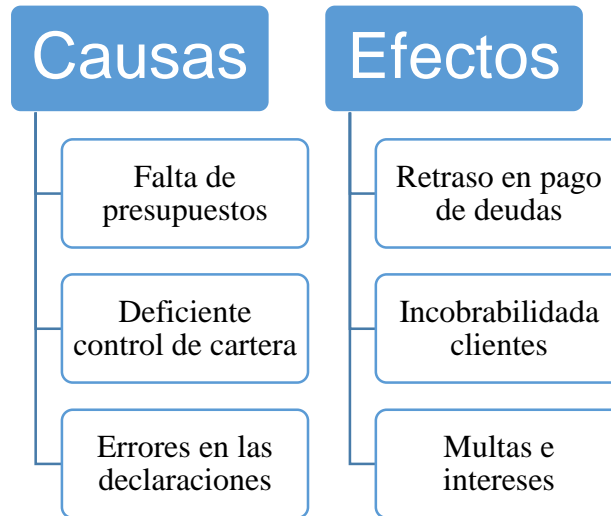 Causas
Falta de
presupuestos
Deficiente
control de cartera
Errores en las
declaraciones
Efectos
Retraso en pago
de deudas
Incobrabilidada
clientes
Multas e
intereses